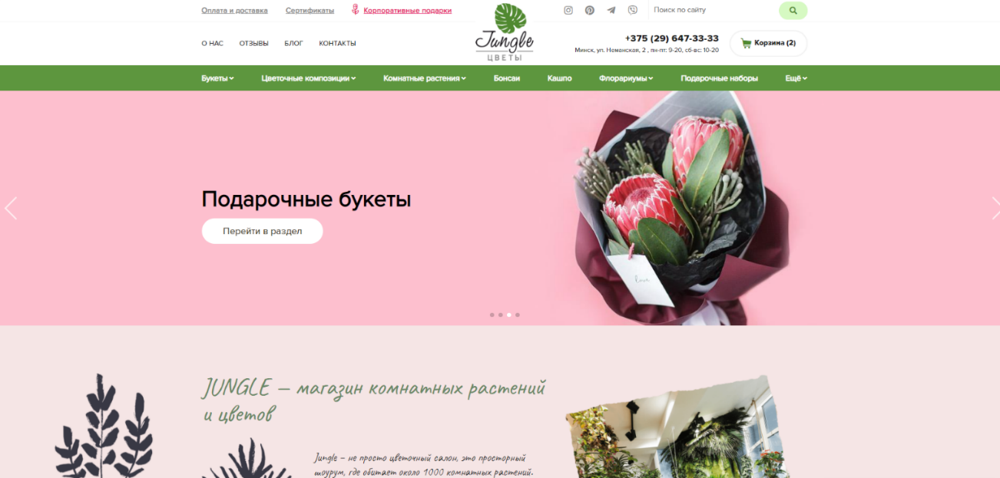 Оплата и доставка Сертификаты Корпоративные подарки
Поиск по сайту
О НАС ОТЗЫВЫ БЛОГ КОНТАКТЫ
Jungle
ЦВЕТЫ
+375 (29) 647-33-33
Минск, ул. Неманская, 2 , пн-пт: 9-20, сб-вс: 10-20
Корзина (2)
Букеты Цветочные композиции Комнатные растения Бонсаи Кашпо Флорариумы Подарочные наборы Ещё
Подарочные букеты
Перейти в раздел
love
JUNGLE – магазин комнатных растений
и цветов
Jungle – не просто цветочный салон, это просторный
шоурум, где обитает около 1000 комнатных растений.